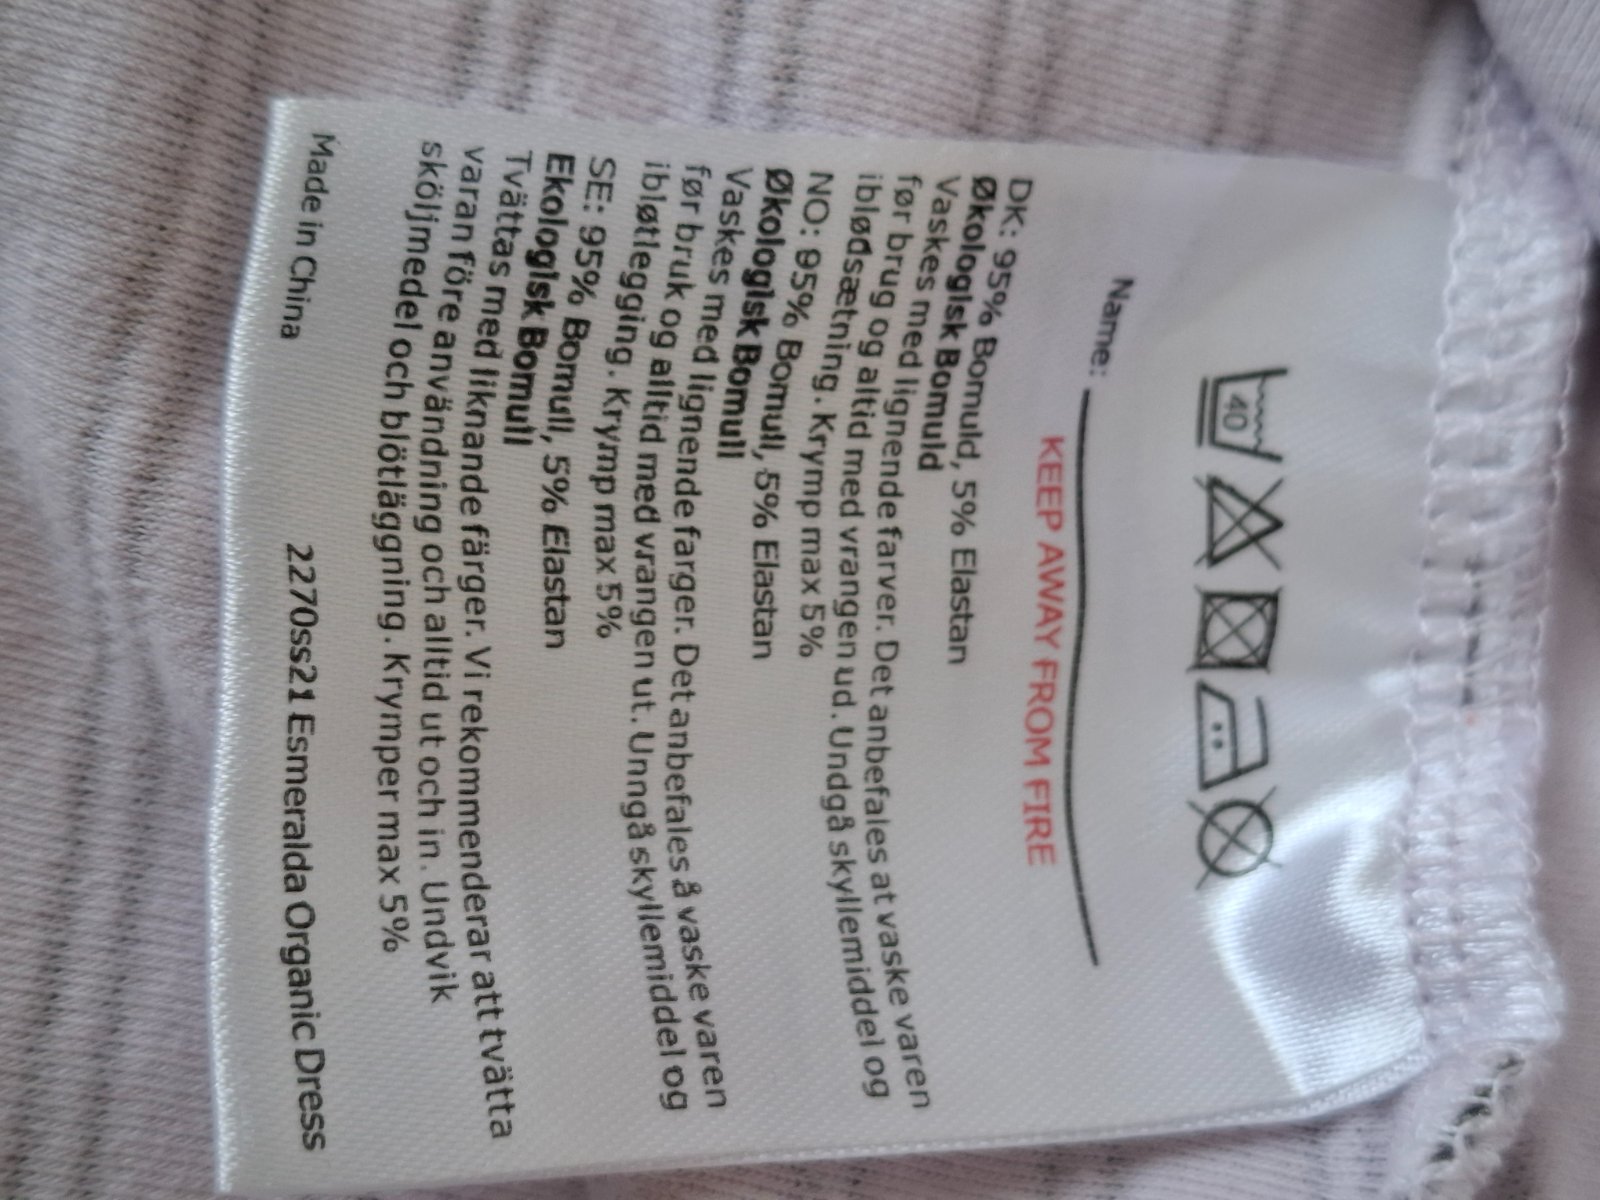 40
Name:
KEEP AWAY FROM FIRE
DK: 95% Bomuld, 5% Elastan
Økologisk Bomuld
Vaskes med lignende farver. Det anbefales at vaske varen
før brug og altid med vrangen ud. Undgå skyllemiddel og
iblødsætning. Krymp max 5%
NO: 95% Bomull, 5% Elastan
Økologisk Bomull
Vaskes med lignende farger. Det anbefales å vaske varen
før bruk og alltid med vrangen ut. Unngå skyllemiddel og
ibløtlegging. Krymp max 5%
SE: 95% Bomull, 5% Elastan
Ekologisk Bomull
Tvättas med liknande färger. Vi rekommenderar att tvätta
varan före användning och alltid ut och in. Undvik
sköljmedel och blötläggning. Krymper max 5%
Made in China
2270ss21 Esmeralda Organic Dress